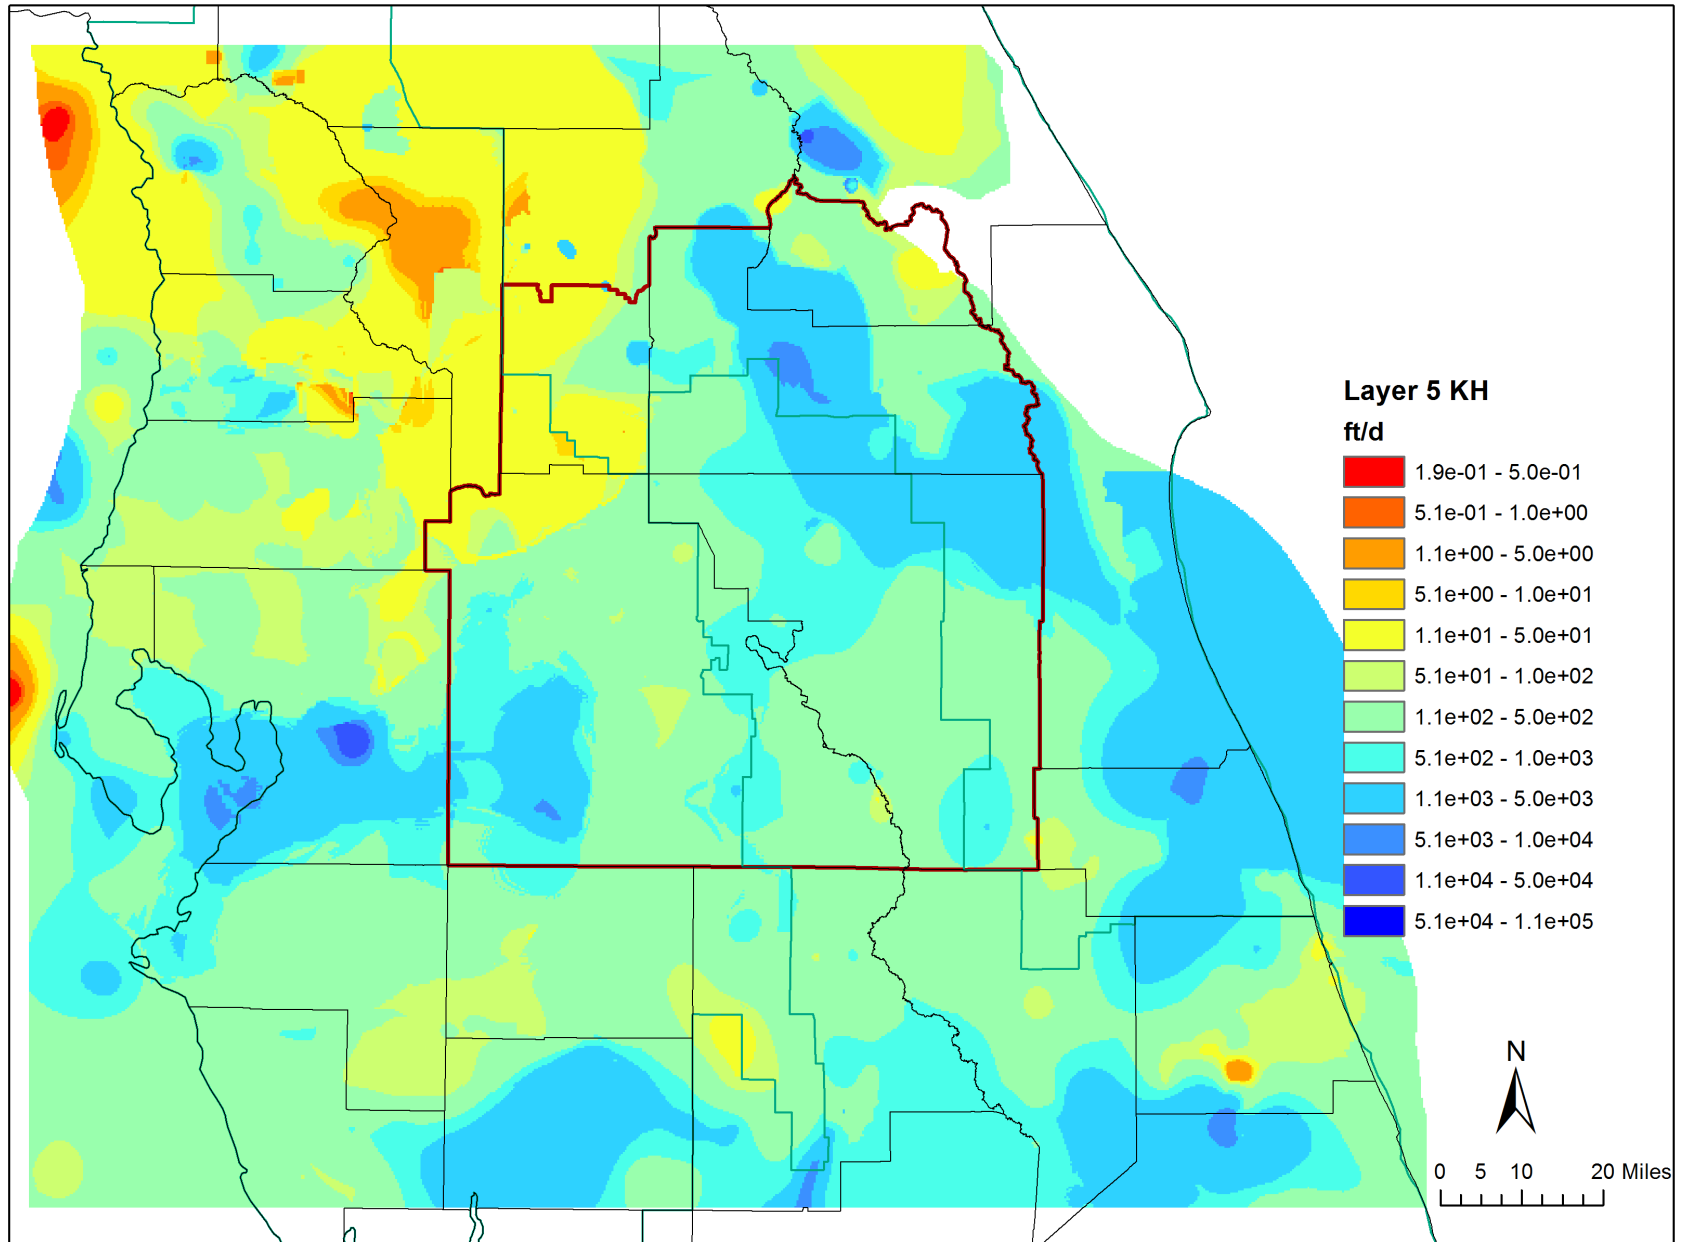 Layer 5 KH
ft/d
1.9e-01 - 5.0e-01
5.1e-01 - 1.0e+00
1.1e+00 - 5.0e+00
5.1e+00 - 1.0e+01
1.1e+01 - 5.0e+01
5.1e+01 - 1.0e+02
1.1e+02 - 5.0e+02
5.1e+02 - 1.0e+03
1.1e+03 - 5.0e+03
5.1e+03 - 1.0e+04
1.1e+04 - 5.0e+04
5.1e+04 - 1.1e+05
N
0 5 10 20 Miles